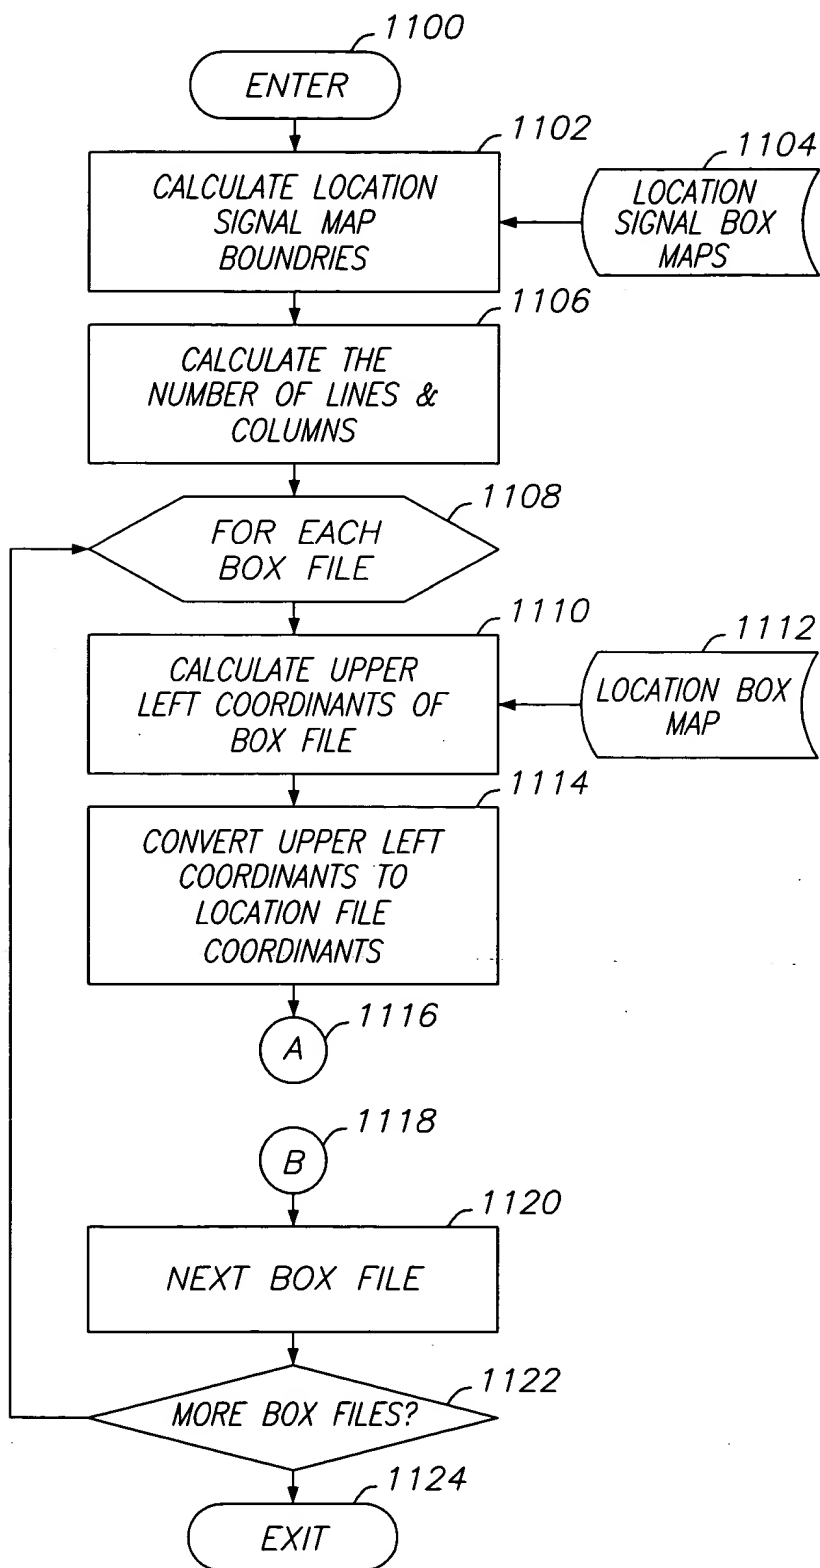 1100
ENTER
1102
CALCULATE LOCATION
SIGNAL MAP
BOUNDRIES
1104
LOCATION
SIGNAL BOX
MAPS
1106
CALCULATE THE
NUMBER OF LINES &
COLUMNS
1108
FOR EACH
BOX FILE
1110
CALCULATE UPPER
LEFT COORDINANTS OF
BOX FILE
1112
LOCATION BOX
MAP
1114
CONVERT UPPER LEFT
COORDINANTS TO
LOCATION FILE
COORDINANTS
1116
A
1118
B
1120
NEXT BOX FILE
1122
MORE BOX FILES?
1124
EXIT